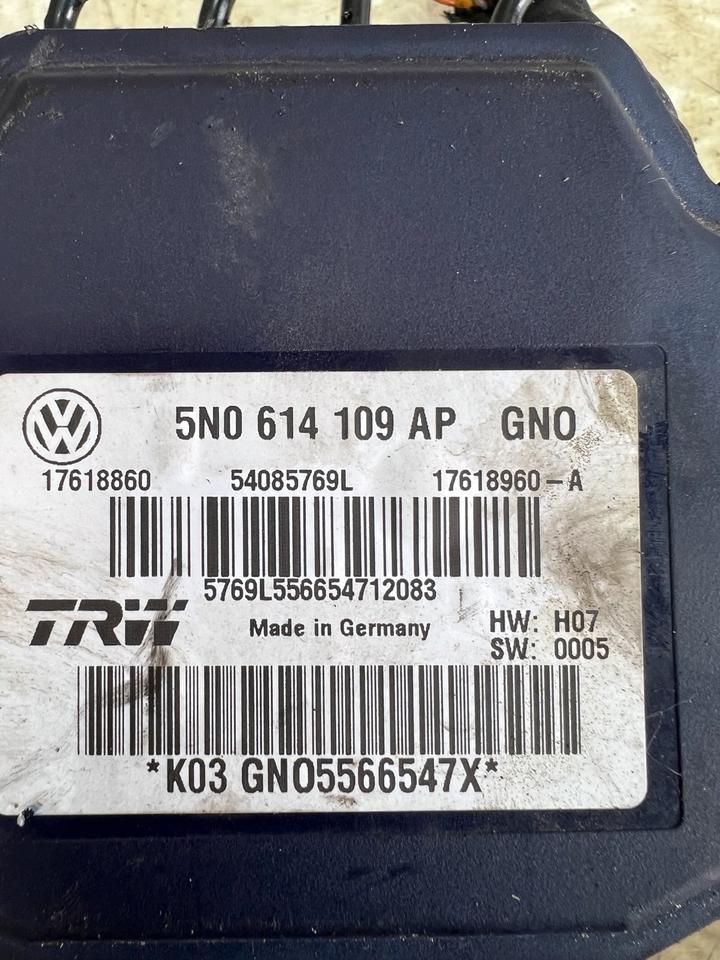 5N0 614 109 AP GNO
17618860 54085769L 17618960-A
5769L556654712083
TRW Made in Germany HW: H07
SW: 0005
*K03 GNO5566547X*